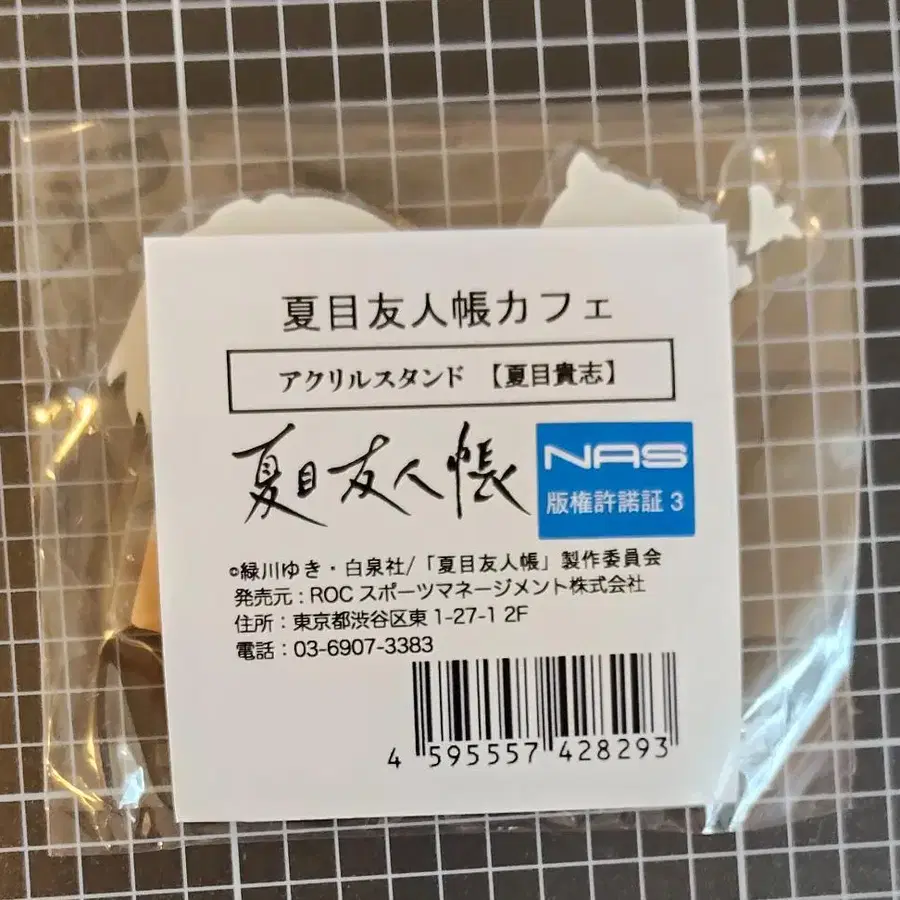 夏目友人帳カフェ
アクリルスタンド 【夏目貴志】
夏目友人帳
NAS
版権許諾証 3
©緑川ゆき・白泉社/「夏目友人帳」製作委員会
発売元：ROC スポーツマネージメント株式会社
住所：東京都渋谷区東 1-27-1 2F
電話：03-6907-3383
4 595557 428293